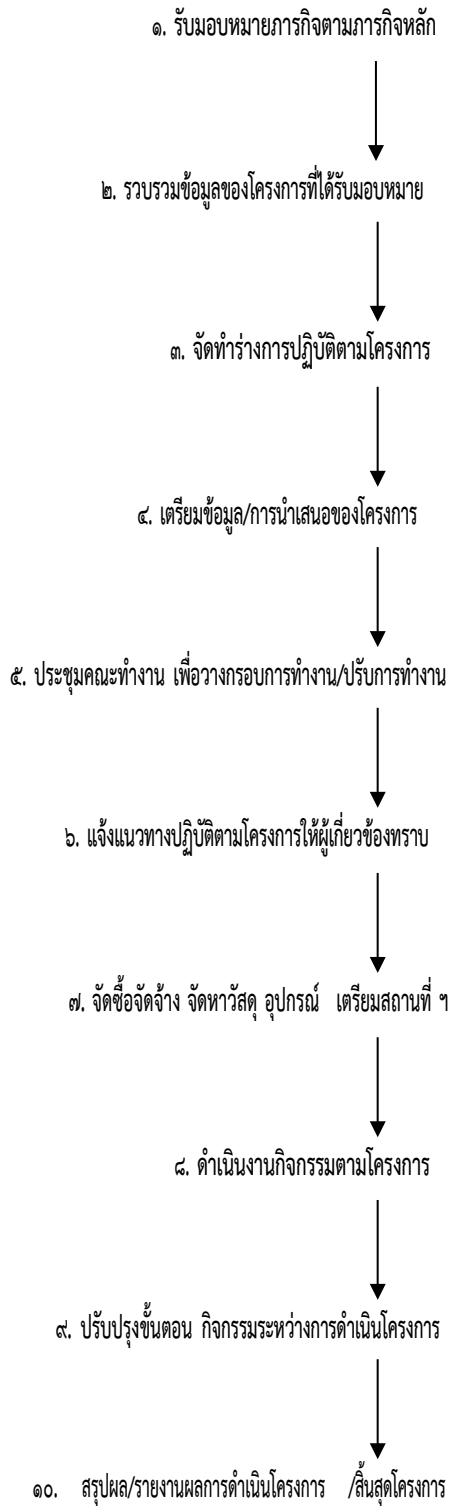 ๑. รับมอบหมายภารกิจตามภารกิจหลัก
๒. รวบรวมข้อมูลของโครงการที่ได้รับมอบหมาย
๓. จัดทำร่างการปฏิบัติตามโครงการ
๔. เตรียมข้อมูล/การนำเสนอของโครงการ
๕. ประชุมคณะทำงาน เพื่อวางกรอบการทำงาน/ปรับการทำงาน
๖. แจ้งแนวทางปฏิบัติตามโครงการให้ผู้เกี่ยวข้องทราบ
๗. จัดซื้อจัดจ้าง จัดหาวัสดุ อุปกรณ์ เตรียมสถานที่ ฯ
๘. ดำเนินงานกิจกรรมตามโครงการ
๙. ปรับปรุงขั้นตอน กิจกรรมระหว่างการดำเนินโครงการ
๑๐. สรุปผล/รายงานผลการดำเนินโครงการ /สิ้นสุดโครงการ